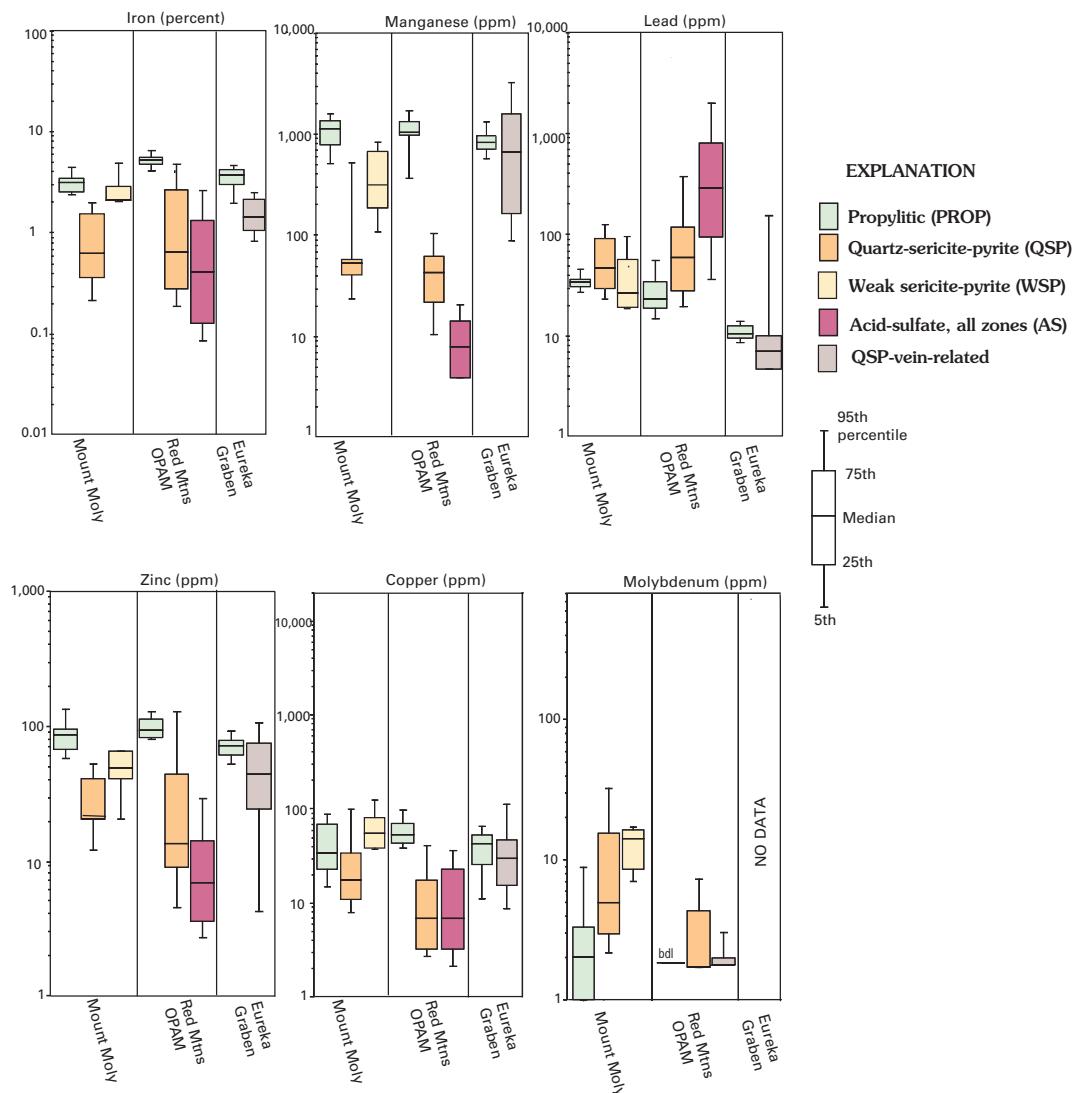 Iron (percent)
100
10
1
0.1
0.01
Mount Moly
Red Mtns
OPAM
Eureka
Graben
Manganese (ppm)
10,000
1,000
100
10
1
Mount Moly
Red Mtns
OPAM
Eureka
Graben
Lead (ppm)
10,000
1,000
100
10
1
Mount Moly
Red Mtns
OPAM
Eureka
Graben
EXPLANATION
Propylitic (PROP)
Quartz-sericite-pyrite (QSP)
Weak sericite-pyrite (WSP)
Acid-sulfate, all zones (AS)
QSP-vein-related
95th
percentile
75th
Median
25th
5th
Zinc (ppm)
1,000
100
10
1
Mount Moly
Red Mtns
OPAM
Eureka
Graben
Copper (ppm)
10,000
1,000
100
10
1
Mount Moly
Red Mtns
OPAM
Eureka
Graben
Molybdenum (ppm)
100
10
1
bdl
NO DATA
Mount Moly
Red Mtns
OPAM
Eureka
Graben